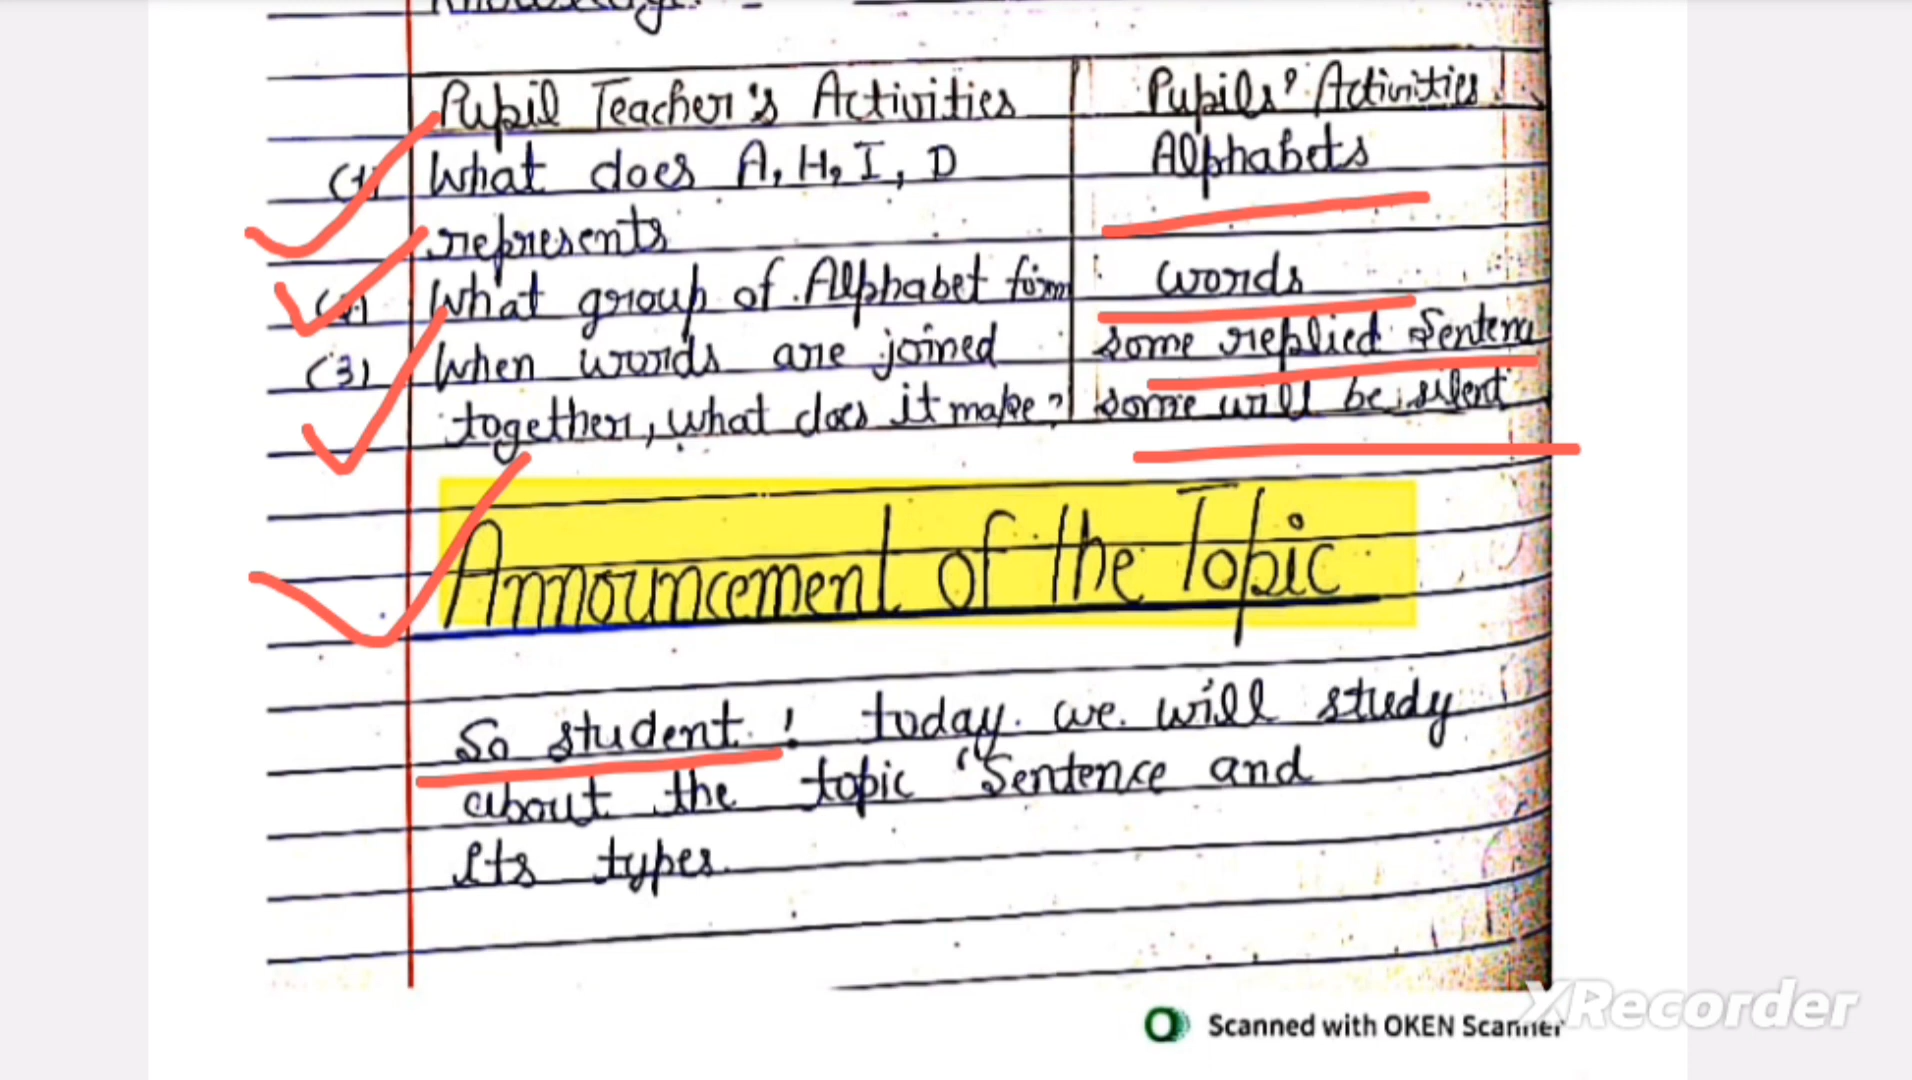 Knowledge :-
Pupil Teacher's Activities Pupils' Activities
(1) What does A, H, I, D Alphabets
represents
(2) What group of Alphabet form words
(3) When words are joined some replied Sentence
together, what does it make? some will be silent
Announcement of the Topic
So student ! today we will study
about the topic 'Sentence and
its types.
Scanned with OKEN Scanner
XRecorder